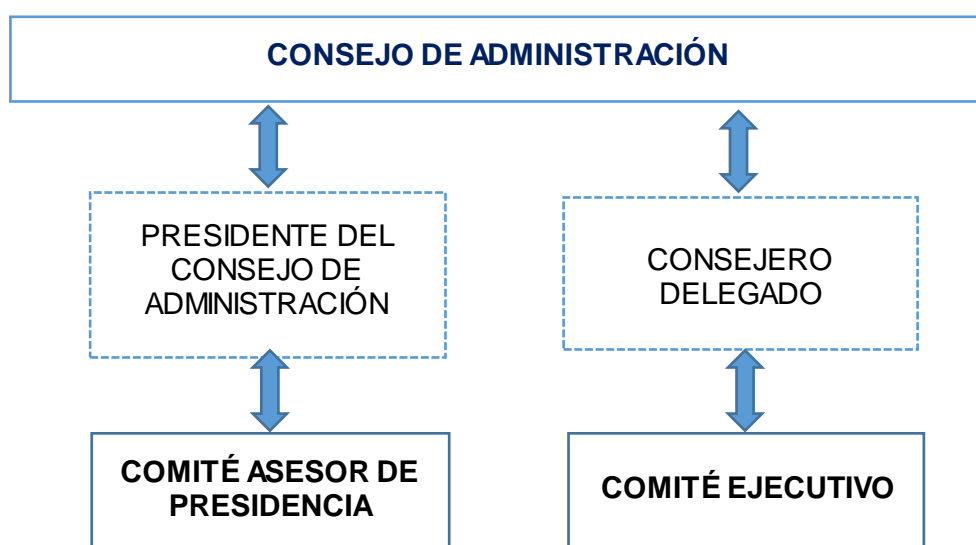 CONSEJO DE ADMINISTRACIÓN
PRESIDENTE DEL
CONSEJO DE
ADMINISTRACIÓN
CONSEJERO
DELEGADO
COMITÉ ASESOR DE
PRESIDENCIA
COMITÉ EJECUTIVO